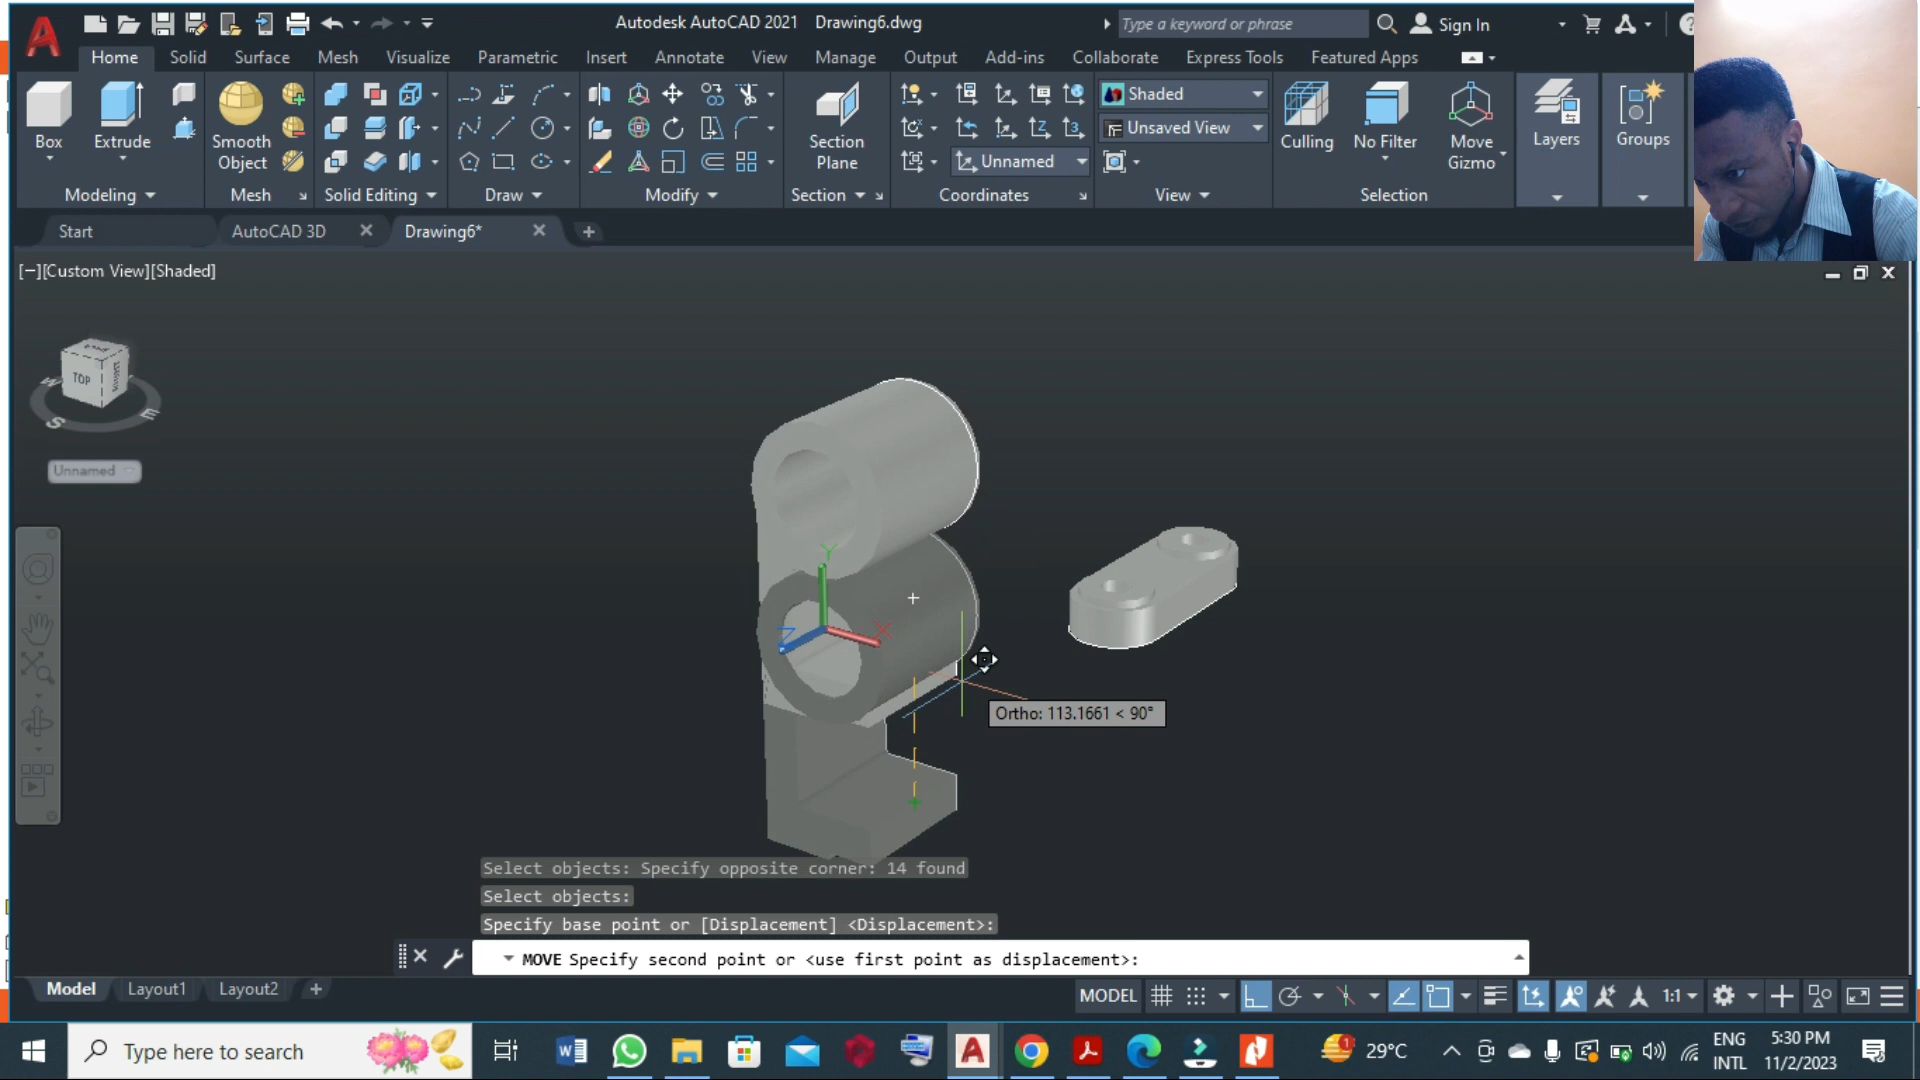 Autodesk AutoCAD 2021 Drawing6.dwg
Type a keyword or phrase
Sign In
Home Solid Surface Mesh Visualize Parametric Insert Annotate View Manage Output Add-ins Collaborate Express Tools Featured Apps
Box
Extrude
Smooth Object
Section Plane
Shaded
Unsaved View
Unnamed
Culling
No Filter
Move Gizmo
Layers
Groups
Modeling Mesh Solid Editing Draw Modify Section Coordinates View Selection
Start AutoCAD 3D Drawing6*
[−][Custom View][Shaded]
TOP
S
E
Unnamed
Y
X
Z
Ortho: 113.1661 < 90°
Select objects: Specify opposite corner: 14 found
Select objects:
Specify base point or [Displacement] <Displacement>:
MOVE Specify second point or <use first point as displacement>:
Model Layout1 Layout2
MODEL
1:1
Type here to search
29°C
ENG
INTL
5:30 PM
11/2/2023